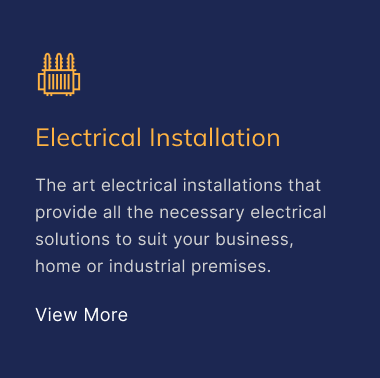 Electrical Installation
The art electrical installations that
provide all the necessary electrical
solutions to suit your business,
home or industrial premises.
View More